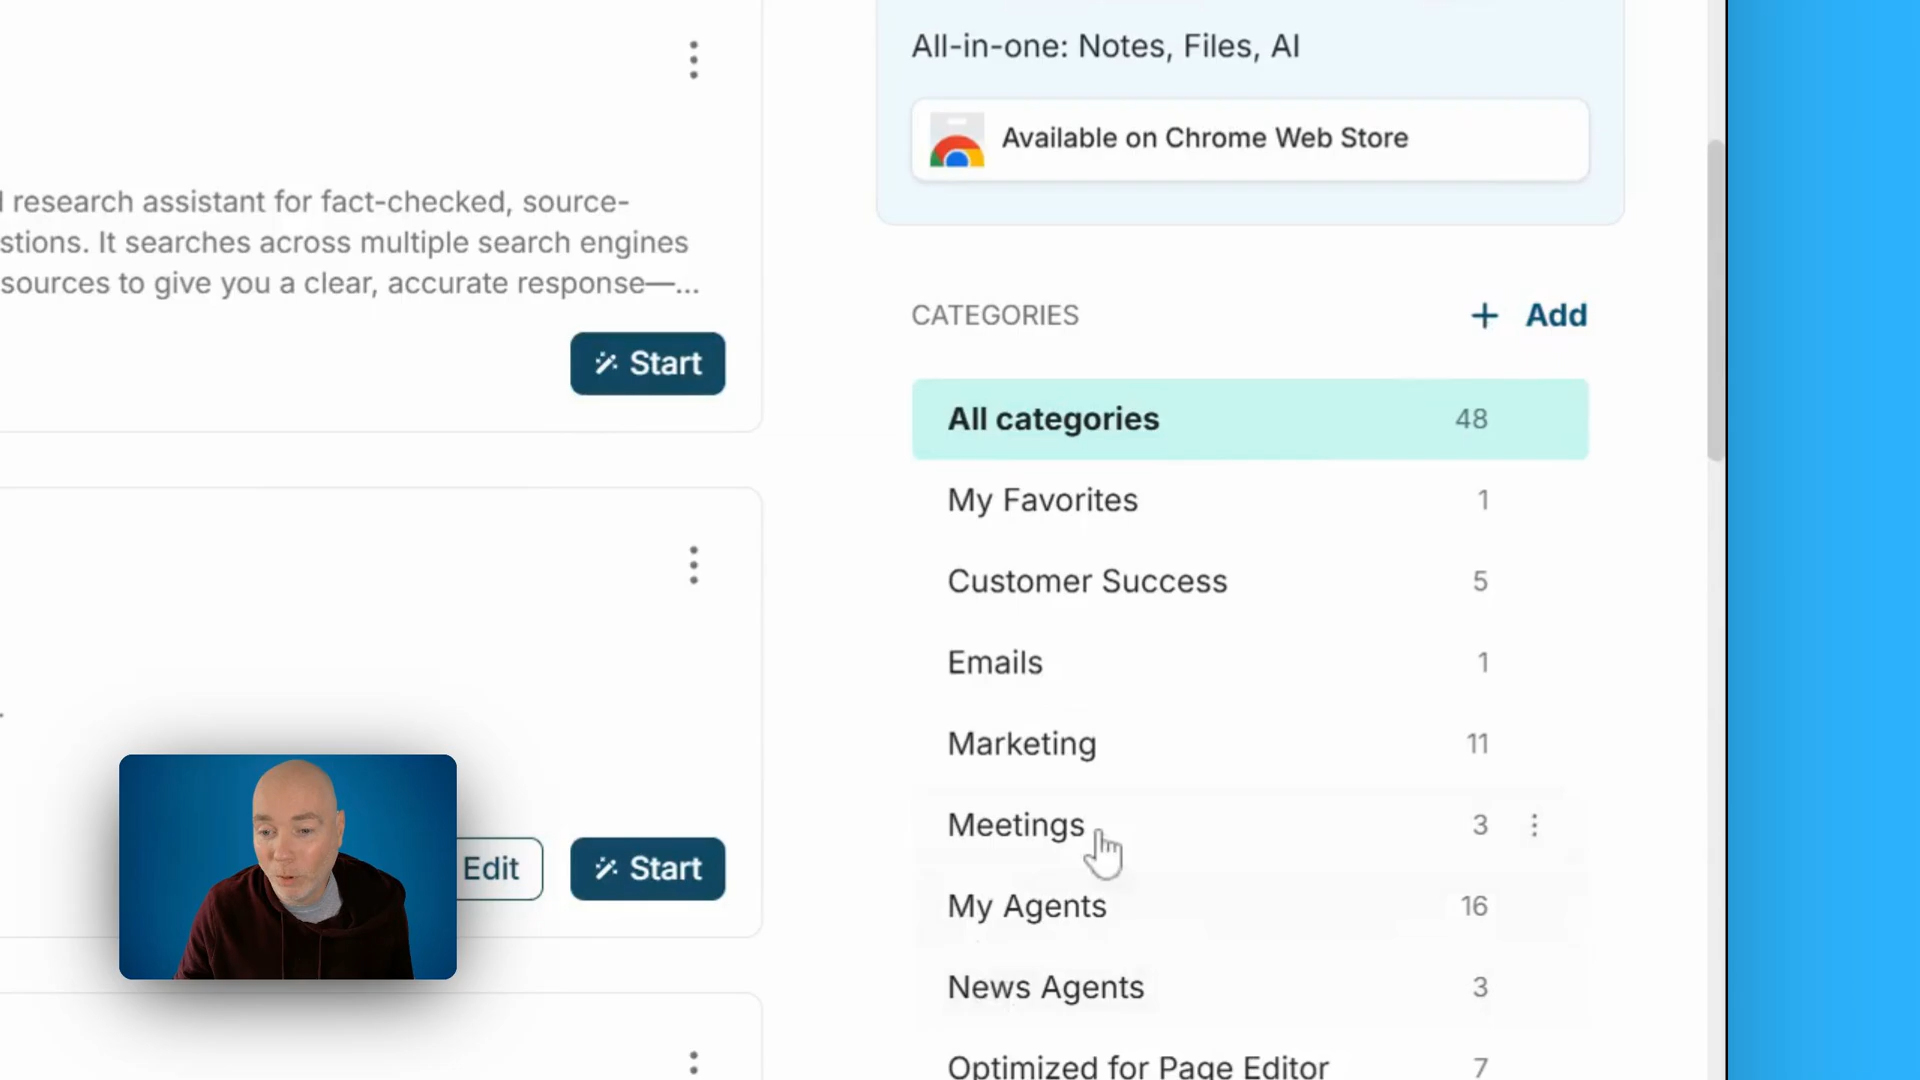 All-in-one: Notes, Files, AI
Available on Chrome Web Store
research assistant for fact-checked, source-
stions. It searches across multiple search engines
sources to give you a clear, accurate response—...
Start
CATEGORIES
+ Add
All categories 48
My Favorites 1
Customer Success 5
Emails 1
Marketing 11
Meetings 3
Edit
Start
My Agents 16
News Agents 3
Optimized for Page Editor 7